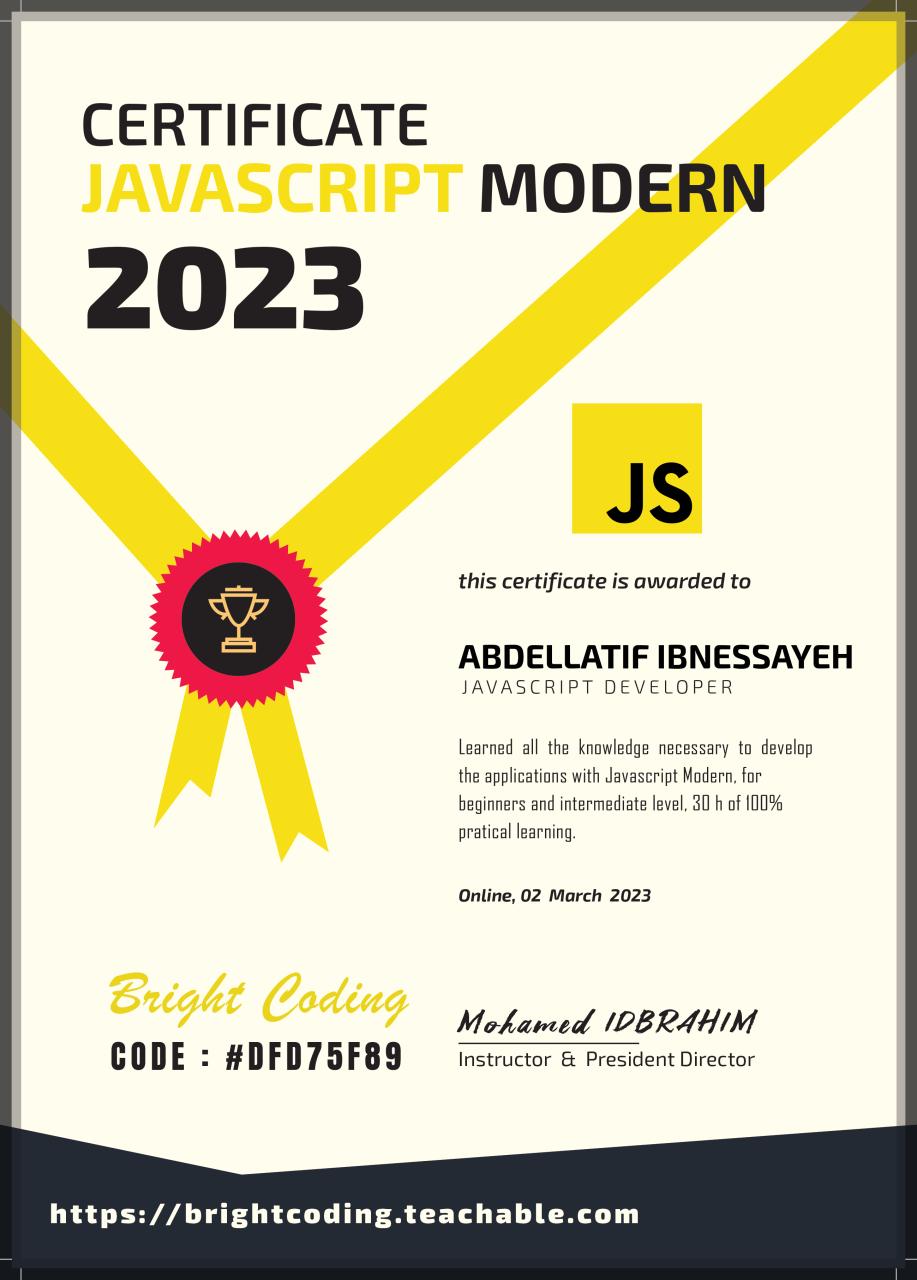 CERTIFICATE
JAVASCRIPT MODERN
2023
JS
this certificate is awarded to
ABDELLATIF IBNESSAYEH
JAVASCRIPT DEVELOPER
Learned all the knowledge necessary to develop
the applications with Javascript Modern, for
beginners and intermediate level, 30 h of 100%
pratical learning.
Online, 02 March 2023
Bright Coding
CODE : #DFD75F89
Mohamed IDBRAHIM
Instructor & President Director
https://brightcoding.teachable.com